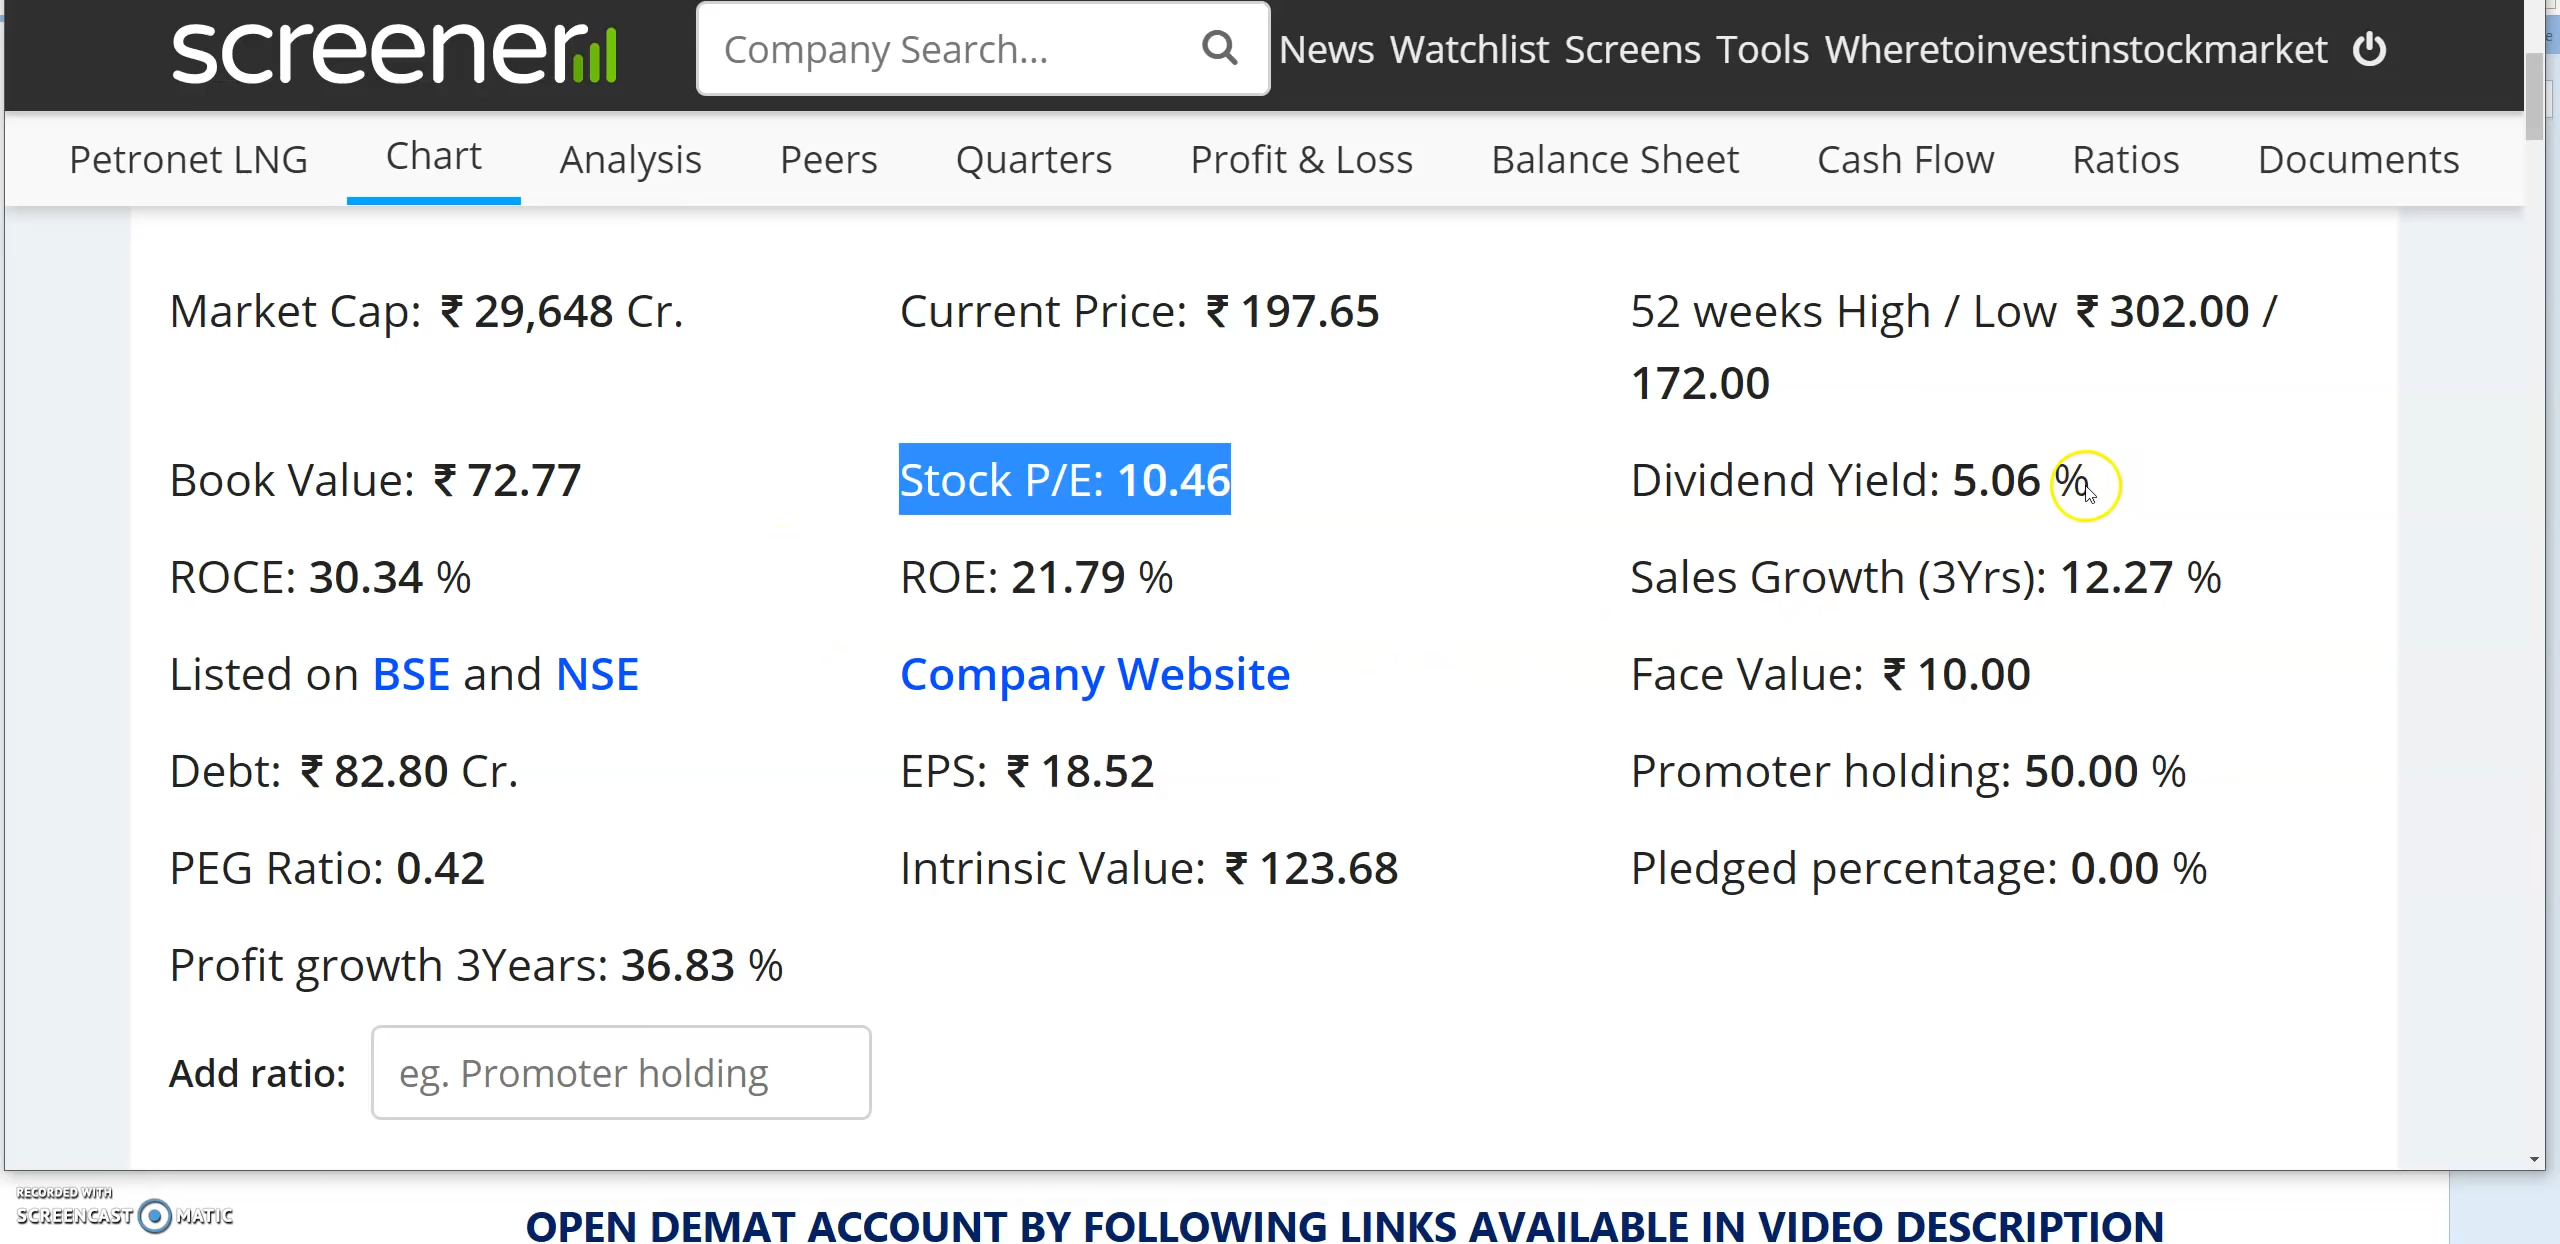 screener
Company Search...
News Watchlist Screens Tools Wheretoinvestinstockmarket
Petronet LNG Chart Analysis Peers Quarters Profit & Loss Balance Sheet Cash Flow Ratios Documents
Market Cap: ₹ 29,648 Cr.
Current Price: ₹ 197.65
52 weeks High / Low ₹ 302.00 /
172.00
Book Value: ₹ 72.77
Stock P/E: 10.46
Dividend Yield: 5.06 %
ROCE: 30.34 %
ROE: 21.79 %
Sales Growth (3Yrs): 12.27 %
Listed on BSE and NSE
Company Website
Face Value: ₹ 10.00
Debt: ₹ 82.80 Cr.
EPS: ₹ 18.52
Promoter holding: 50.00 %
PEG Ratio: 0.42
Intrinsic Value: ₹ 123.68
Pledged percentage: 0.00 %
Profit growth 3Years: 36.83 %
Add ratio: eg. Promoter holding
RECORDED WITH
SCREENCAST MATIC
OPEN DEMAT ACCOUNT BY FOLLOWING LINKS AVAILABLE IN VIDEO DESCRIPTION